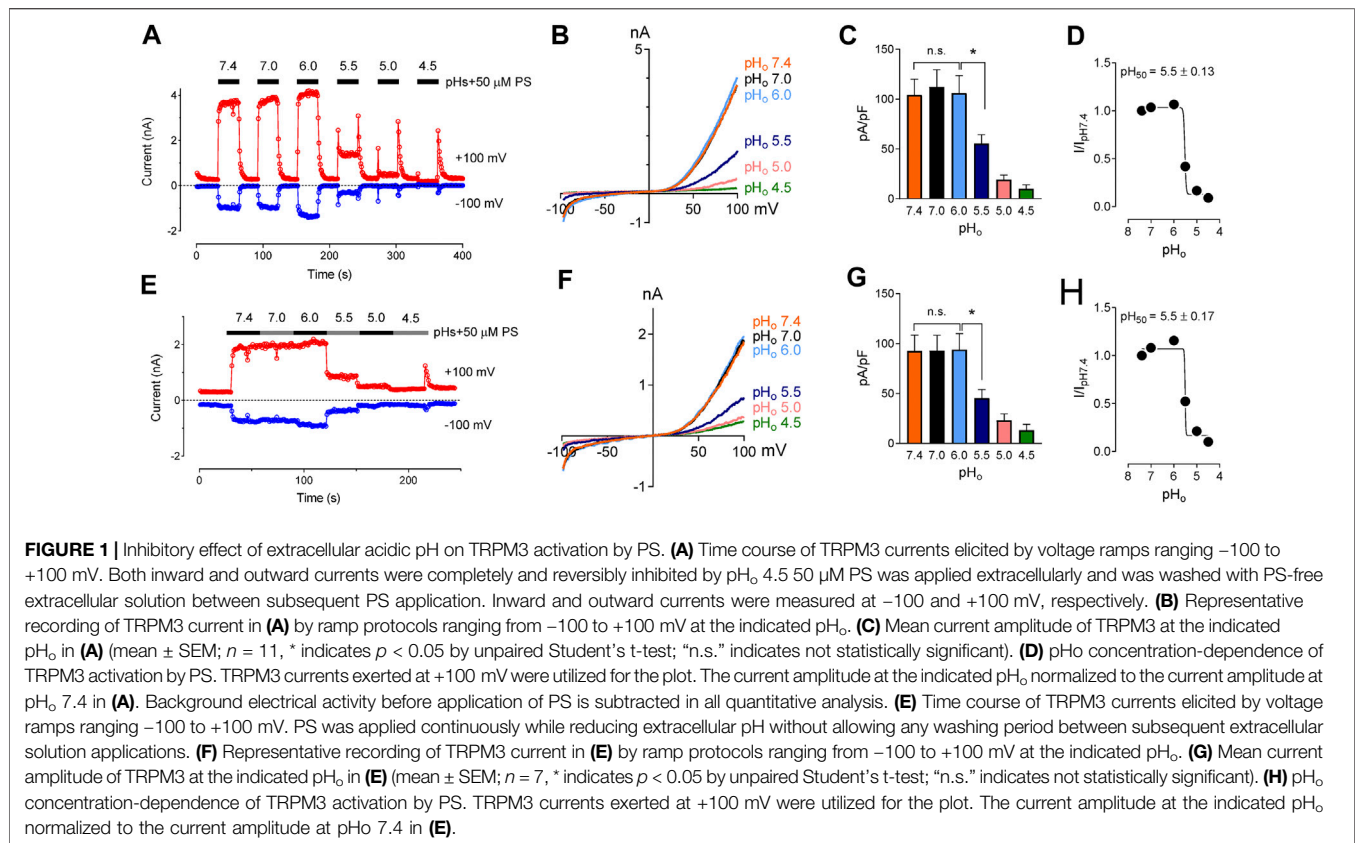 A
7.4 7.0 6.0 5.5 5.0 4.5
pHs+50 µM PS
4
2
0
2
Current (nA)
+100 mV
-100 mV
0 100 200 300 400
Time (s)
B
nA
5
pHo 7.4
pHo 7.0
pHo 6.0
pHo 5.5
pHo 5.0
pHo 4.5
-100 -50 50 100 mV
-1
C
n.s. *
150
100
50
0
pA/pF
7.4 7.0 6.0 5.5 5.0 4.5
pHo
D
pH50 = 5.5 ± 0.13
1.5
1.0
0.5
0.0
I/IpH7.4
8 7 6 5 4
pHo
E
7.4 7.0 6.0 5.5 5.0 4.5
pHs+50 µM PS
2
0
2
Current (nA)
+100 mV
-100 mV
0 100 200
Time (s)
F
nA
2
1
pHo 7.4
pHo 7.0
pHo 6.0
pHo 5.5
pHo 5.0
pHo 4.5
-100 -50 50 100 mV
-1
G
n.s. *
150
100
50
0
pA/pF
7.4 7.0 6.0 5.5 5.0 4.5
pHo
H
pH50 = 5.5 ± 0.17
1.5
1.0
0.5
0.0
I/IpH7.4
8 7 6 5 4
pHo
FIGURE 1 | Inhibitory effect of extracellular acidic pH on TRPM3 activation by PS. (A) Time course of TRPM3 currents elicited by voltage ramps ranging −100 to
+100 mV. Both inward and outward currents were completely and reversibly inhibited by pHo 4.5 50 µM PS was applied extracellularly and was washed with PS-free
extracellular solution between subsequent PS application. Inward and outward currents were measured at −100 and +100 mV, respectively. (B) Representative
recording of TRPM3 current in (A) by ramp protocols ranging from −100 to +100 mV at the indicated pHo. (C) Mean current amplitude of TRPM3 at the indicated
pHo in (A) (mean ± SEM; n = 11, * indicates p < 0.05 by unpaired Student's t-test; "n.s." indicates not statistically significant). (D) pHo concentration-dependence of
TRPM3 activation by PS. TRPM3 currents exerted at +100 mV were utilized for the plot. The current amplitude at the indicated pHo normalized to the current amplitude at
pHo 7.4 in (A). Background electrical activity before application of PS is subtracted in all quantitative analysis. (E) Time course of TRPM3 currents elicited by voltage
ramps ranging −100 to +100 mV. PS was applied continuously while reducing extracellular pH without allowing any washing period between subsequent extracellular
solution applications. (F) Representative recording of TRPM3 current in (E) by ramp protocols ranging from −100 to +100 mV at the indicated pHo. (G) Mean current
amplitude of TRPM3 at the indicated pHo in (E) (mean ± SEM; n = 7, * indicates p < 0.05 by unpaired Student's t-test; "n.s." indicates not statistically significant). (H) pHo
concentration-dependence of TRPM3 activation by PS. TRPM3 currents exerted at +100 mV were utilized for the plot. The current amplitude at the indicated pHo
normalized to the current amplitude at pHo 7.4 in (E).